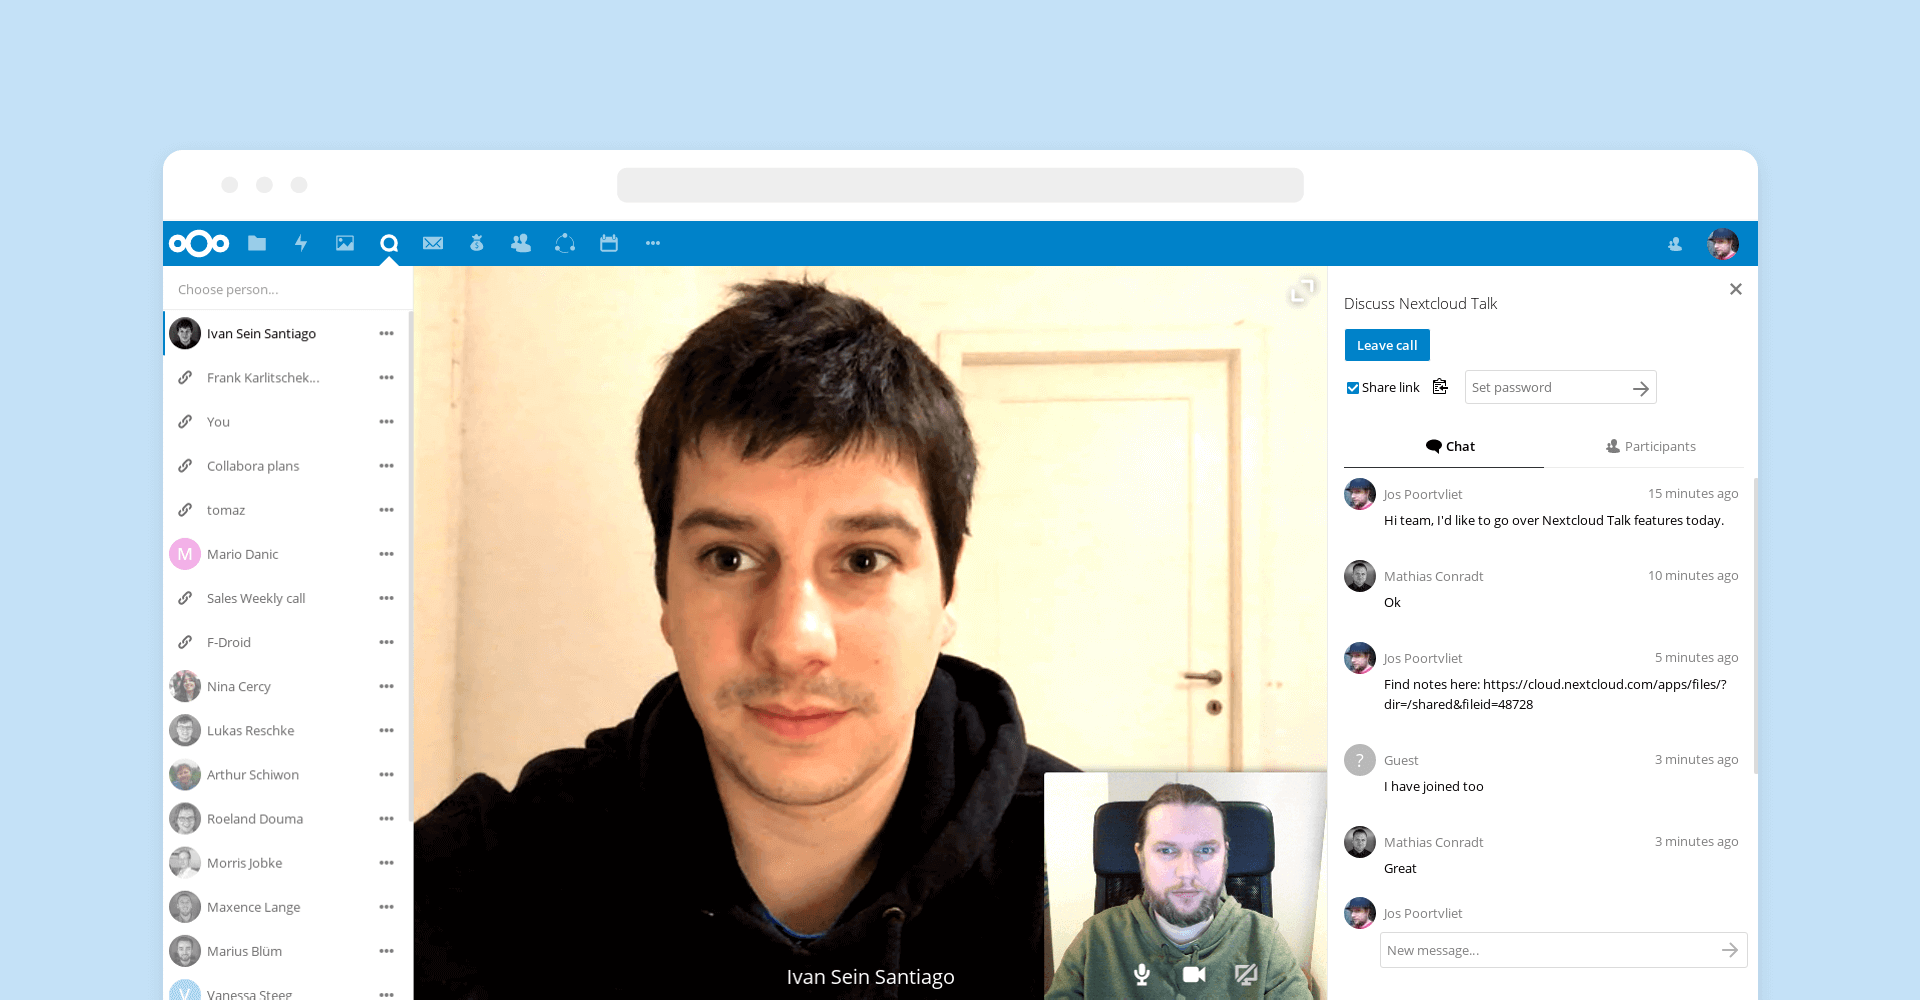 Choose person...
Ivan Sein Santiago
Frank Karlitschek...
You
Collabora plans
tomaz
M Mario Danic
Sales Weekly call
F-Droid
Nina Cercy
Lukas Reschke
Arthur Schiwon
Roeland Douma
Morris Jobke
Maxence Lange
Marius Blüm
V Vanessa Steeg
Ivan Sein Santiago
Discuss Nextcloud Talk
Leave call
Share link Set password
Chat Participants
Jos Poortvliet 15 minutes ago
Hi team, I'd like to go over Nextcloud Talk features today.
Mathias Conradt 10 minutes ago
Ok
Jos Poortvliet 5 minutes ago
Find notes here: https://cloud.nextcloud.com/apps/files/?
dir=/shared&fileid=48728
? Guest 3 minutes ago
I have joined too
Mathias Conradt 3 minutes ago
Great
Jos Poortvliet
New message...